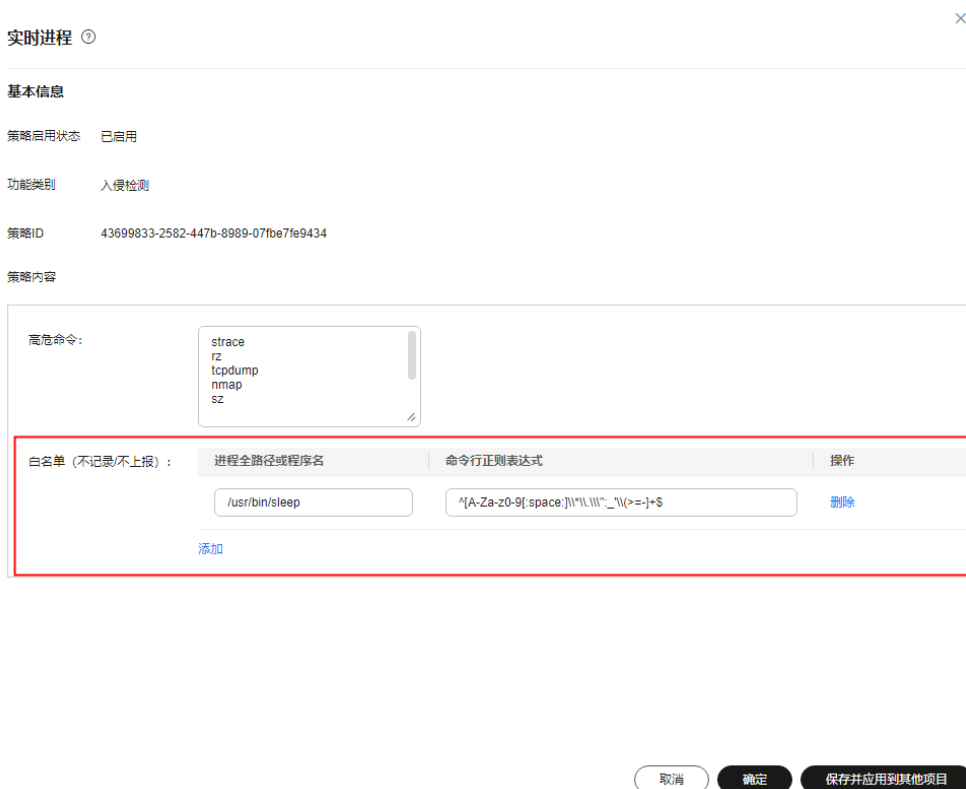 实时进程
基本信息
策略启用状态 已启用
功能类别 入侵检测
策略ID 43699833-2582-447b-8989-07fbe7fe9434
策略内容
高危命令：
strace
rz
tcpdump
nmap
sz
白名单（不记录/不上报）： 进程全路径或程序名 命令行正则表达式 操作
/usr/bin/sleep ^[A-Za-z0-9[:space:]\\*\\.\\\":_'\\(>=-]+$ 删除
添加
取消 确定 保存并应用到其他项目